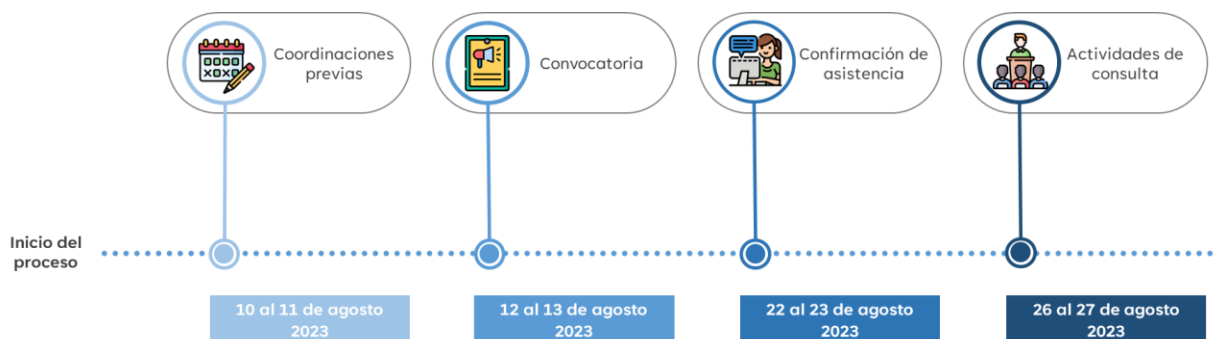 Coordinaciones
previas
Convocatoria
Confirmación de
asistencia
Actividades de
consulta
Inicio del
proceso
10 al 11 de agosto
2023
12 al 13 de agosto
2023
22 al 23 de agosto
2023
26 al 27 de agosto
2023